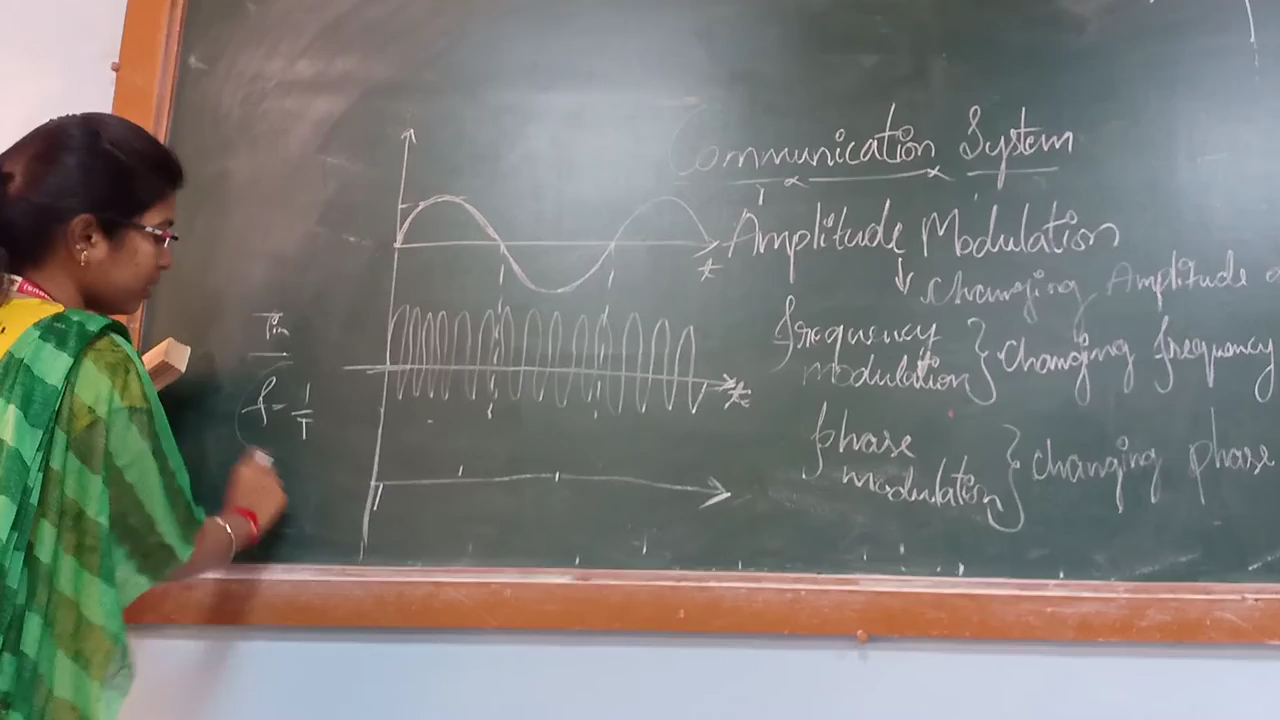 Communication System
Amplitude Modulation
Changing Amplitude
frequency
modulation } Changing frequency
phase
modulation } changing phase
f = 1/T
t